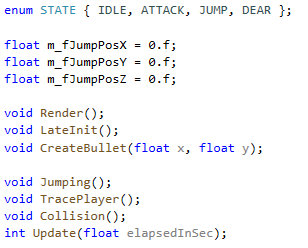 enum STATE { IDLE, ATTACK, JUMP, DEAR };
float m_fJumpPosX = 0.f;
float m_fJumpPosY = 0.f;
float m_fJumpPosZ = 0.f;
void Render();
void LateInit();
void CreateBullet(float x, float y);
void Jumping();
void TracePlayer();
void Collision();
int Update(float elapsedInSec);